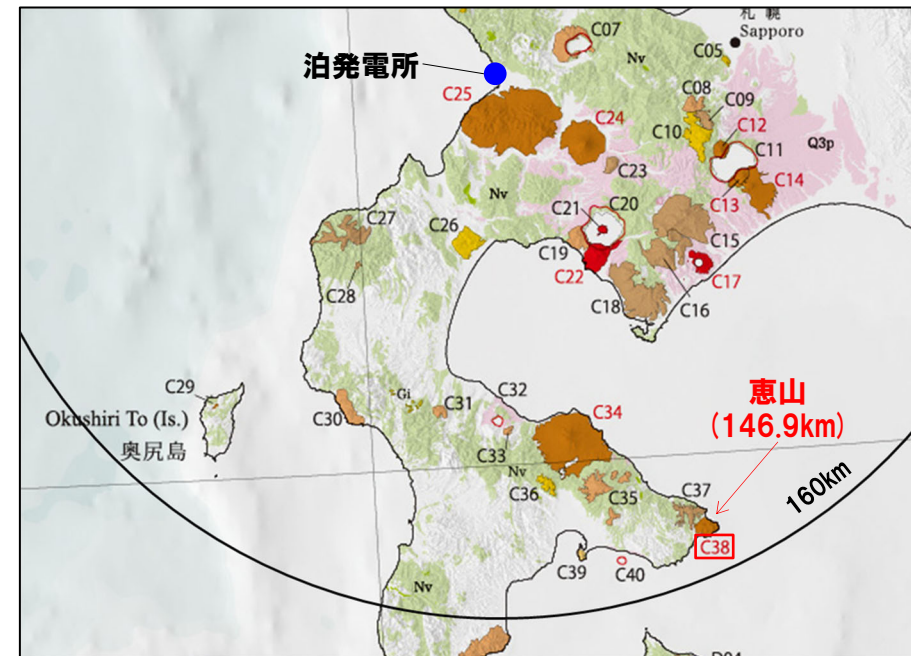 札 幌
Sapporo
C07
Nv
C05
泊発電所
C25
C24
C08
C09
C10
C12
C11
Q3p
C23
C13
C14
Nv
C27
C26
C21
C20
C19
C22
C15
C17
C28
C18
C16
C29
Okushiri To (Is.)
奥尻島
C30
Gi
C31
C32
C34
恵山
(146.9km)
C33
Nv
C36
C35
C37
160km
C38
C39
C40
Nv